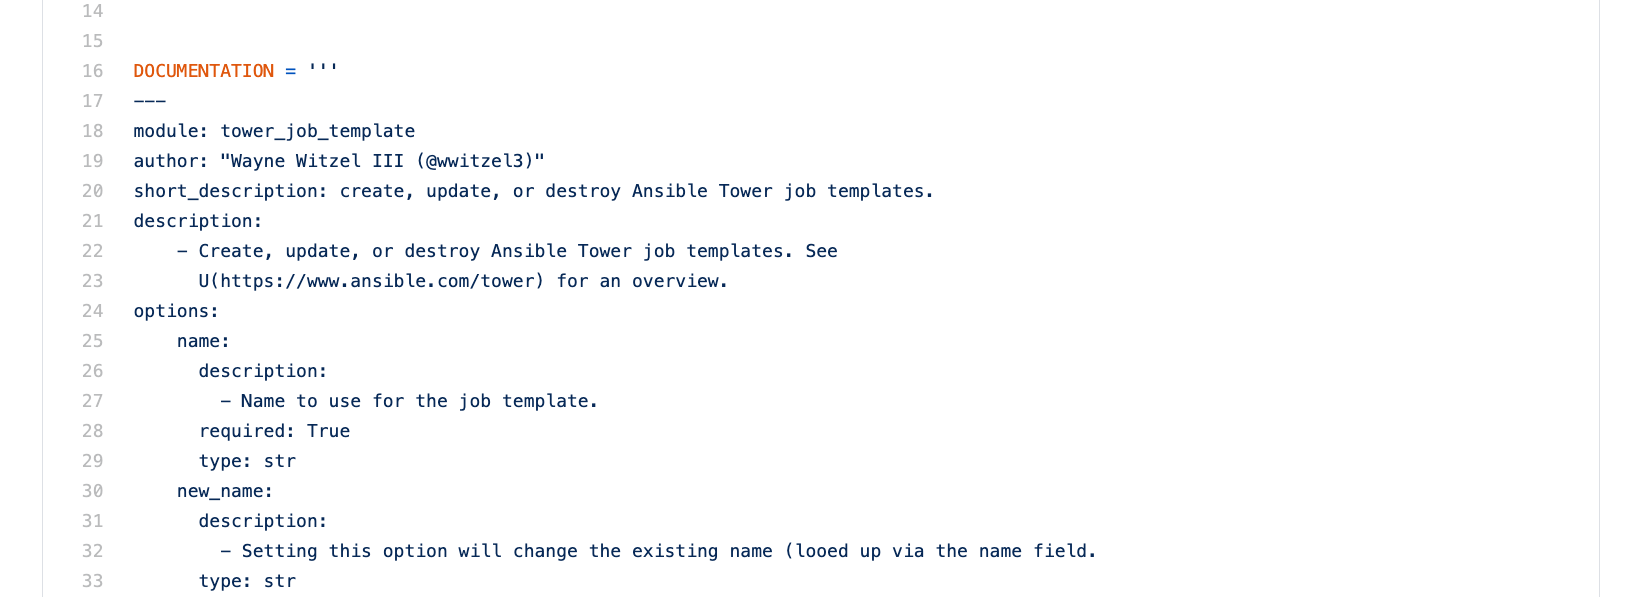 14
15
16 DOCUMENTATION = '''
17 ---
18 module: tower_job_template
19 author: "Wayne Witzel III (@wwitzel3)"
20 short_description: create, update, or destroy Ansible Tower job templates.
21 description:
22     - Create, update, or destroy Ansible Tower job templates. See
23       U(https://www.ansible.com/tower) for an overview.
24 options:
25     name:
26       description:
27         - Name to use for the job template.
28       required: True
29       type: str
30     new_name:
31       description:
32         - Setting this option will change the existing name (looed up via the name field.
33       type: str